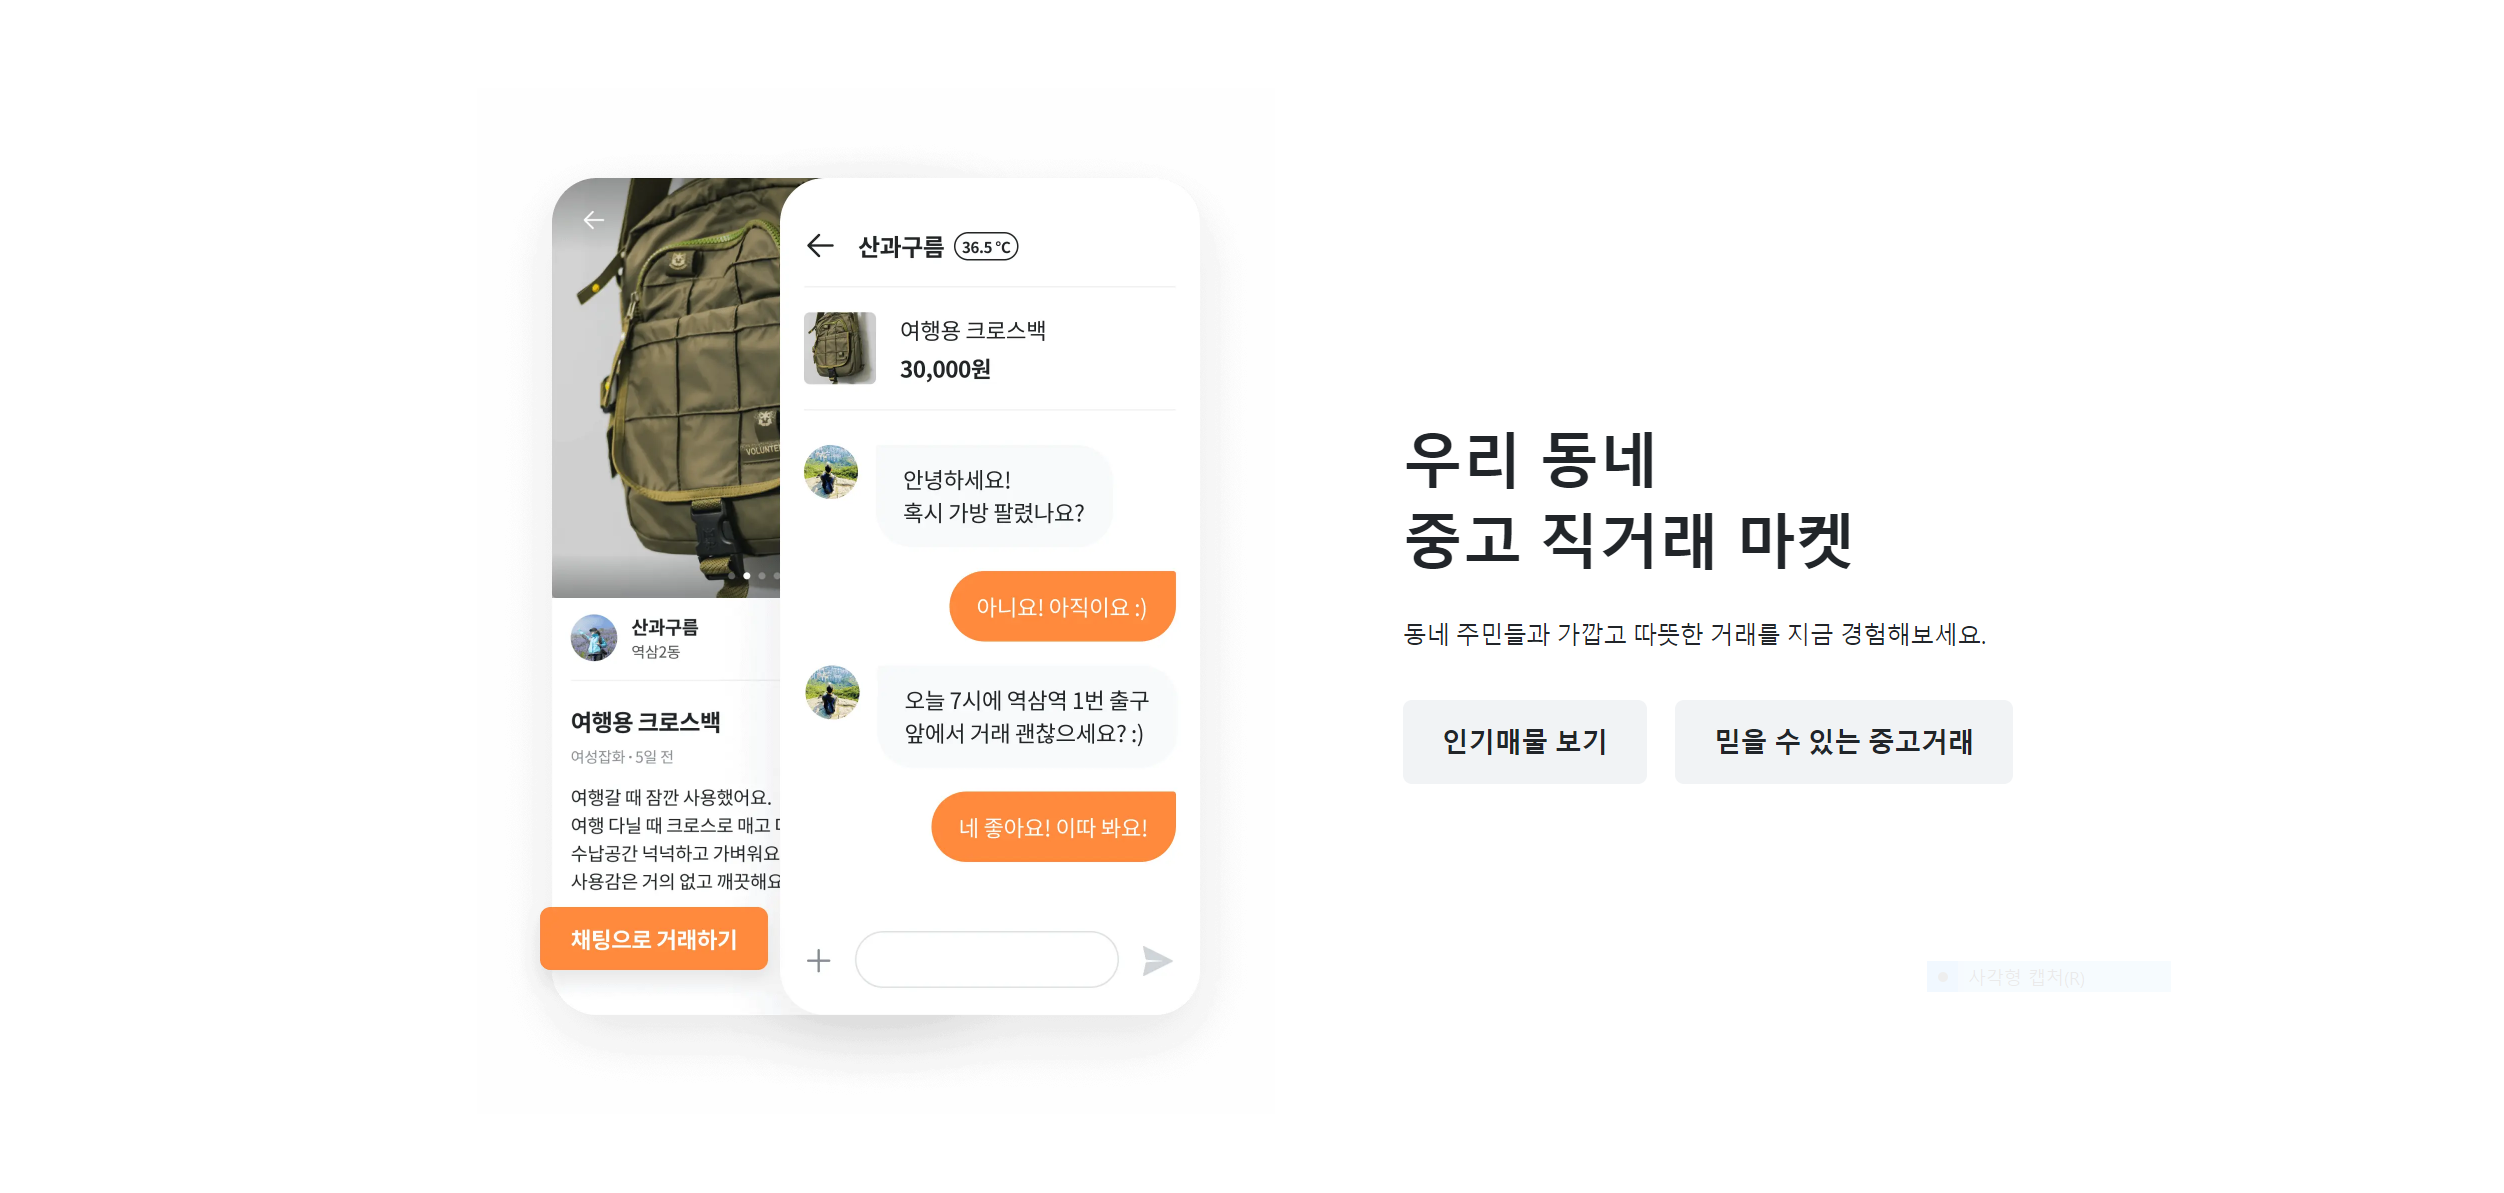 VOLUNTE
산과구름
역삼2동
여행용 크로스백
여성잡화 · 5일 전
여행갈 때 잠깐 사용했어요.
여행 다닐 때 크로스로 매고
수납공간 넉넉하고 가벼워요
사용감은 거의 없고 깨끗해요
채팅으로 거래하기
산과구름 36.5 °C
여행용 크로스백
30,000원
안녕하세요!
혹시 가방 팔렸나요?
아니요! 아직이요 :)
오늘 7시에 역삼역 1번 출구
앞에서 거래 괜찮으세요? :)
네 좋아요! 이따 봐요!
우리 동네
중고 직거래 마켓
동네 주민들과 가깝고 따뜻한 거래를 지금 경험해보세요.
인기매물 보기
믿을 수 있는 중고거래
사각형 캡처(R)